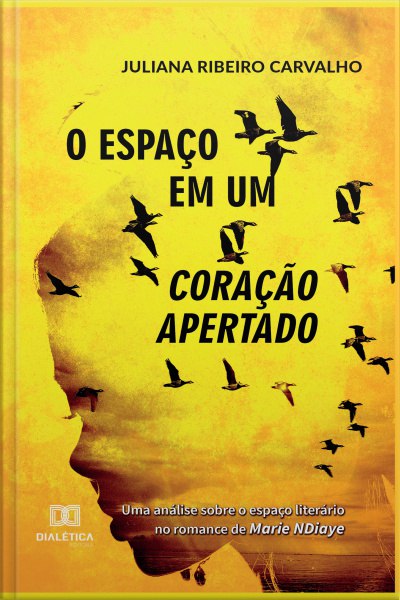 JULIANA RIBEIRO CARVALHO
O ESPAÇO
EM UM
CORAÇÃO
APERTADO
Uma análise sobre o espaço literário
no romance de Marie NDiaye
DIALÉTICA
EDITORA